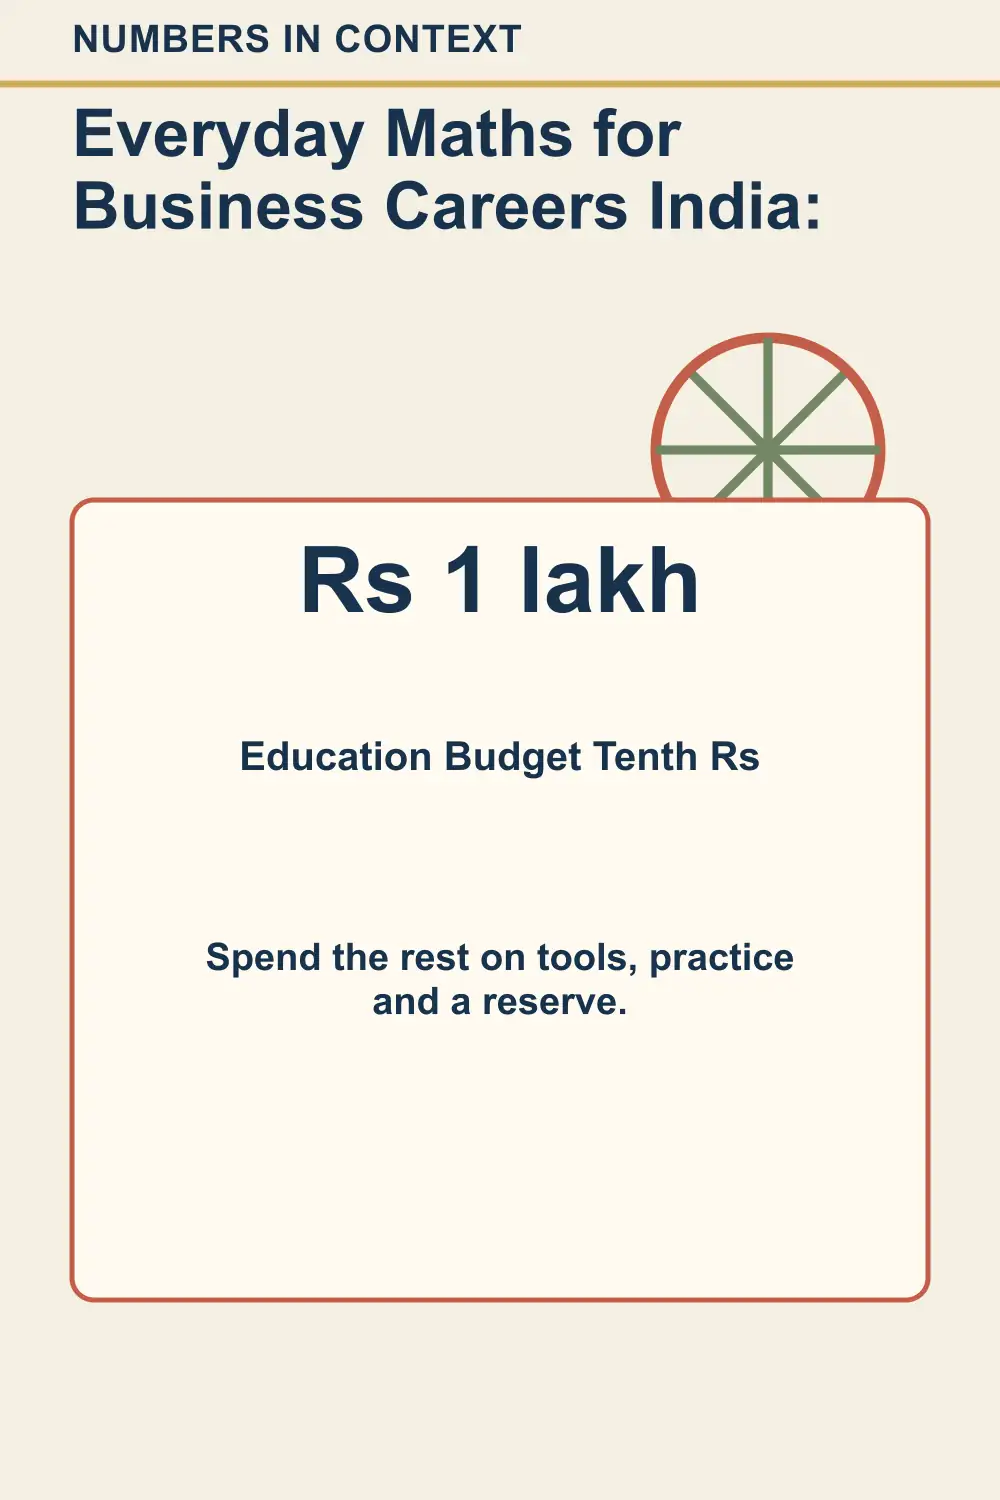 NUMBERS IN CONTEXT
Everyday Maths for
Business Careers India:
Rs 1 lakh
Education Budget Tenth Rs
Spend the rest on tools, practice
and a reserve.